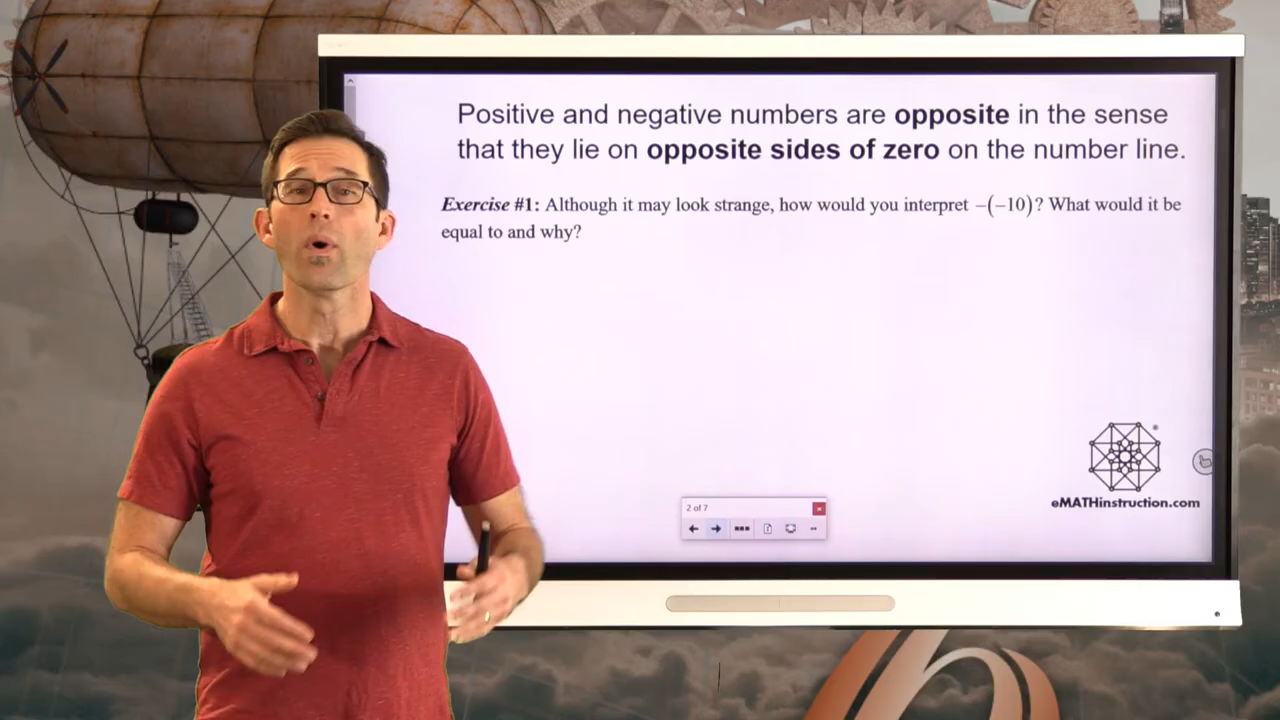 Positive and negative numbers are opposite in the sense
that they lie on opposite sides of zero on the number line.
Exercise #1: Although it may look strange, how would you interpret −(−10)? What would it be
equal to and why?
eMATHinstruction.com
2 of 7